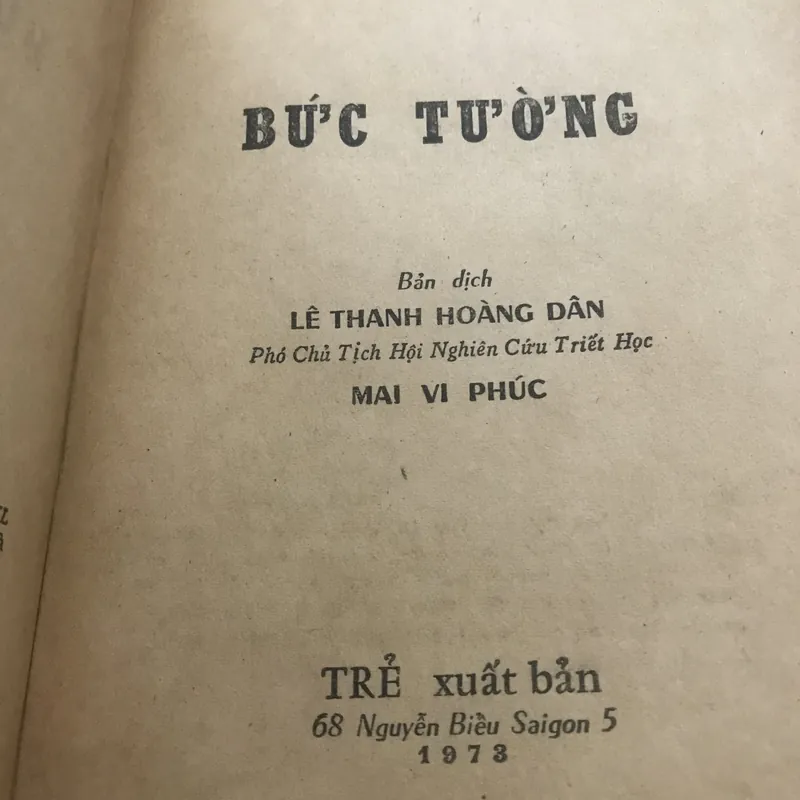 BỨC TƯỜNG
Bản dịch
LÊ THANH HOÀNG DÂN
Phó Chủ Tịch Hội Nghiên Cứu Triết Học
MAI VI PHÚC
TRẺ xuất bản
68 Nguyễn Biều Saigon 5
1973